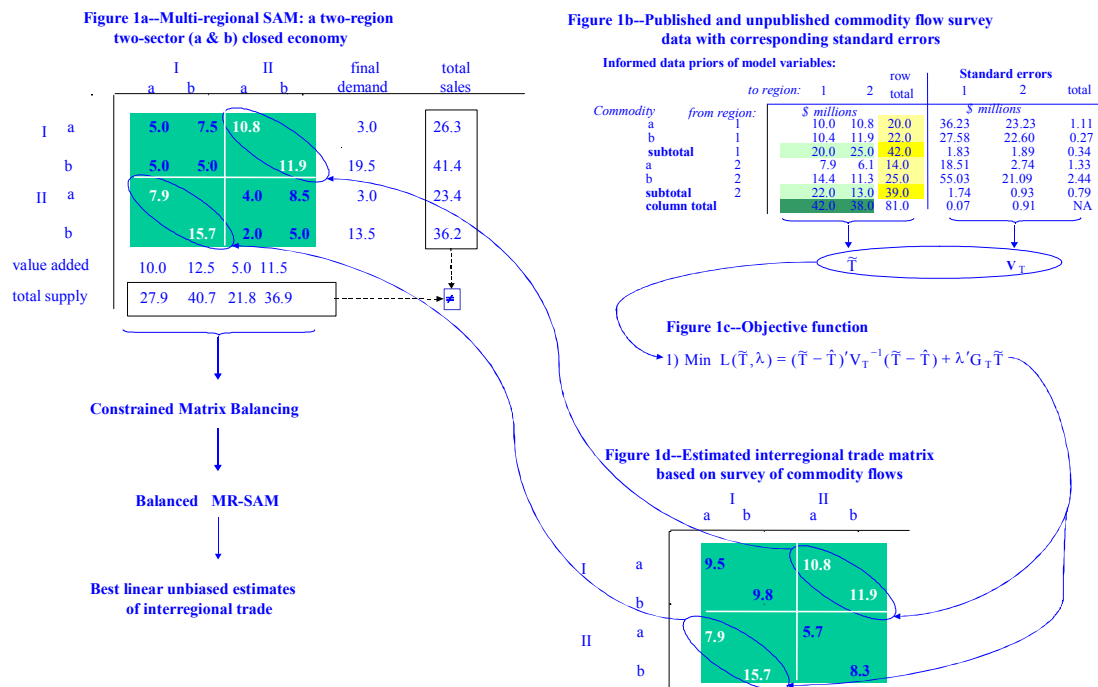 Figure 1a--Multi-regional SAM: a two-region
two-sector (a & b) closed economy
I II final total
a b a b demand sales
I a 5.0 7.5 10.8 3.0 26.3
b 5.0 5.0 11.9 19.5 41.4
II a 7.9 4.0 8.5 3.0 23.4
b 15.7 2.0 5.0 13.5 36.2
value added 10.0 12.5 5.0 11.5
total supply 27.9 40.7 21.8 36.9 ≠
Constrained Matrix Balancing
Balanced MR-SAM
Best linear unbiased estimates
of interregional trade
Figure 1b--Published and unpublished commodity flow survey
data with corresponding standard errors
Informed data priors of model variables:
row Standard errors
to region: 1 2 total 1 2 total
Commodity from region: $ millions $ millions
a 1 10.0 10.8 20.0 36.23 23.23 1.11
b 1 10.4 11.9 22.0 27.58 22.60 0.27
subtotal 1 20.0 25.0 42.0 1.83 1.89 0.34
a 2 7.9 6.1 14.0 18.51 2.74 1.33
b 2 14.4 11.3 25.0 55.03 21.09 2.44
subtotal 2 22.0 13.0 39.0 1.74 0.93 0.79
column total 42.0 38.0 81.0 0.07 0.91 NA
T̃ V_T
Figure 1c--Objective function
1) Min L(T̃, λ) = (T̃ − T̂)′V_T⁻¹(T̃ − T̂) + λ′G_T T̃
Figure 1d--Estimated interregional trade matrix
based on survey of commodity flows
I II
a b a b
I a 9.5 10.8
b 9.8 11.9
II a 7.9 5.7
b 15.7 8.3